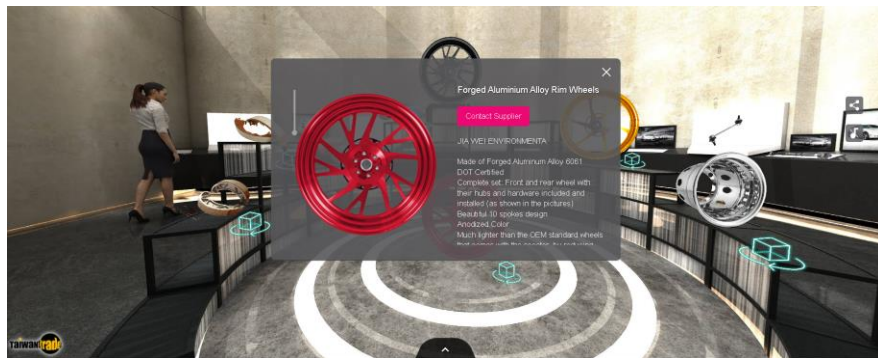 Forged Aluminium Alloy Rim Wheels
Contact Supplier
JIA WEI ENVIRONMENTA
Made of Forged Aluminum Alloy 6061
DOT Certified
Complete set: Front and rear wheel with
their hubs and hardware included and
installed (as shown in the pictures)
Beautiful 10 spokes design
Anodized Color
Much lighter than the OEM standard wheels
TAIWANTRADE